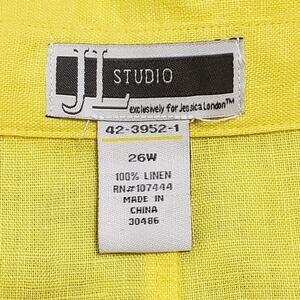 JL STUDIO
exclusively for Jessica London™
42-3952-1
26W
100% LINEN
RN#107444
MADE IN
CHINA
30486